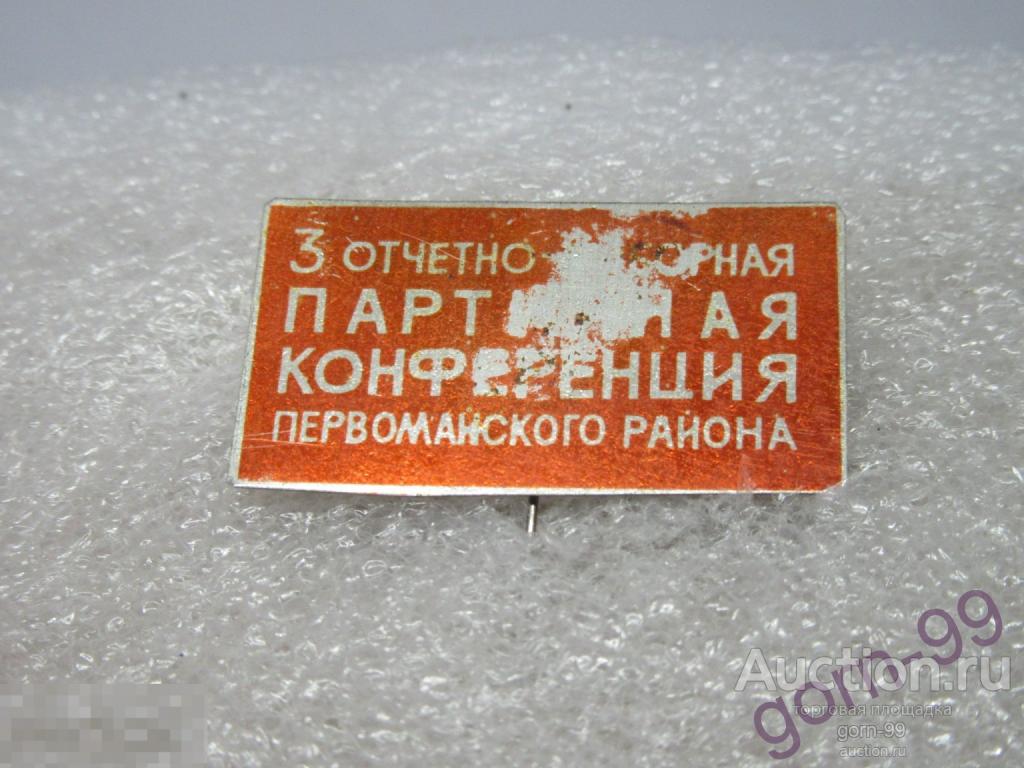 3 ОТЧЕТНО
КОНФЕРЕНЦИЯ
ПЕРВОМАЙСКОГО РАЙОНА
Auction.ru
торговая площадка
gorn-99
auction.ru
gorn-99